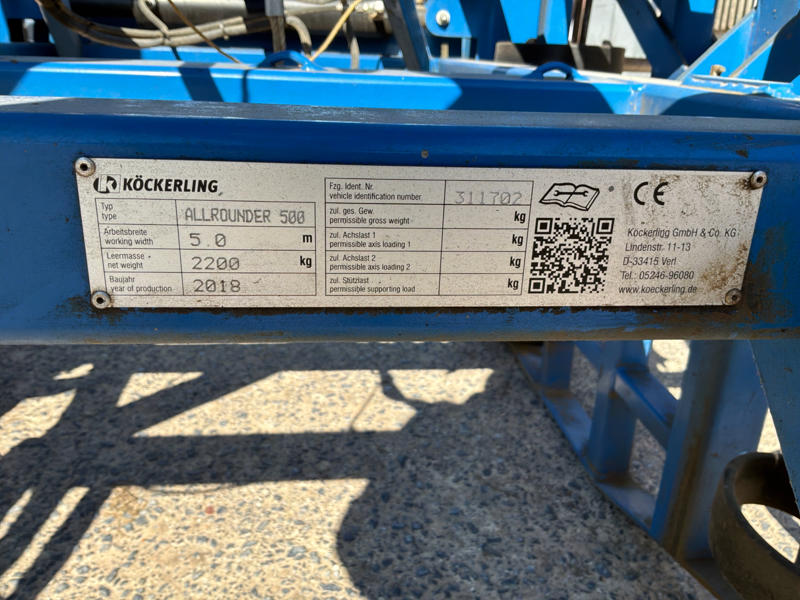 KÖCKERLING
Typ
type
ALLROUNDER 500
Arbeitsbreite
working width
5.0 m
Leermasse
net weight
2200 kg
Baujahr
year of production
2018
Fzg. Ident. Nr.
vehicle identification number
311702
zul. ges. Gew.
permissible gross weight
kg
zul. Achslast 1
permissible axis loading 1
kg
zul. Achslast 2
permissible axis loading 2
kg
zul. Stützlast
permissible supporting load
kg
CE
Köckerling GmbH & Co. KG
Lindenstr. 11-13
D-33415 Verl
Tel.: 05246-96080
www.koeckerling.de